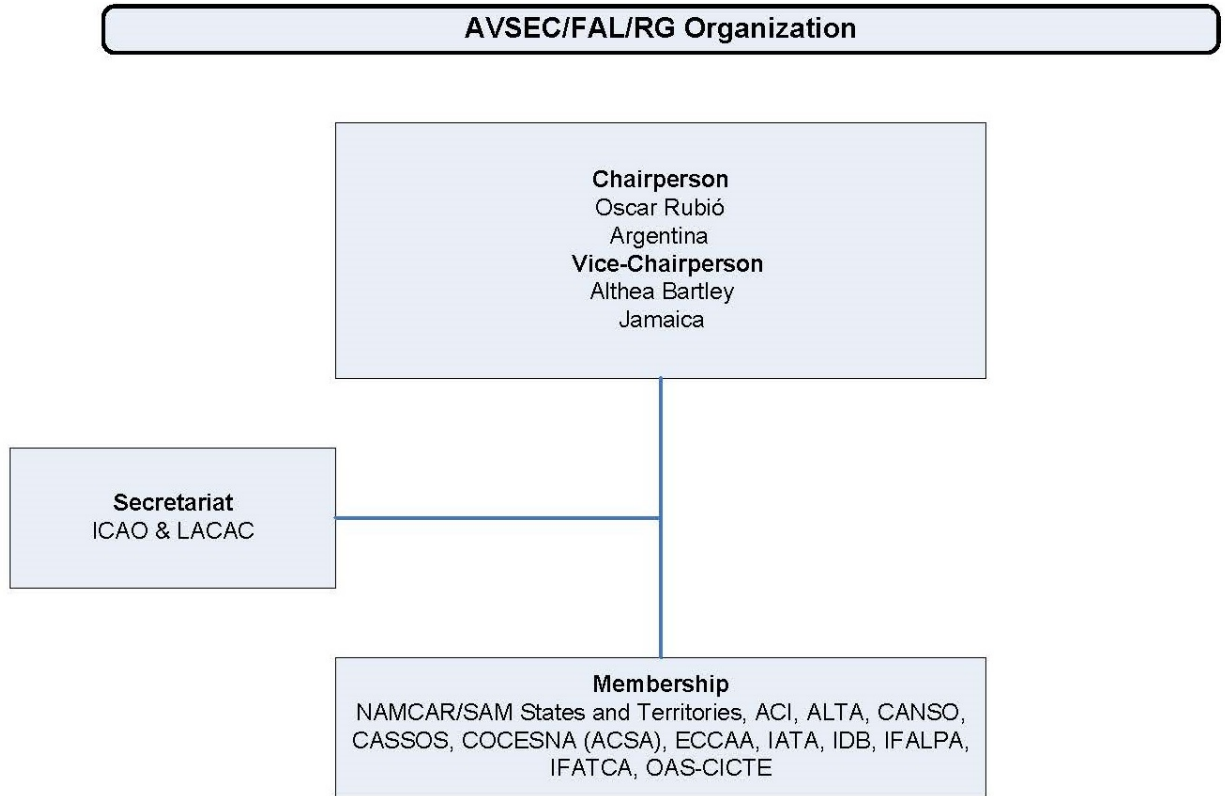 AVSEC/FAL/RG Organization
Chairperson
Oscar Rubió
Argentina
Vice-Chairperson
Althea Bartley
Jamaica
Secretariat
ICAO & LACAC
Membership
NAMCAR/SAM States and Territories, ACI, ALTA, CANSO,
CASSOS, COCESNA (ACSA), ECCAA, IATA, IDB, IFALPA,
IFATCA, OAS-CICTE